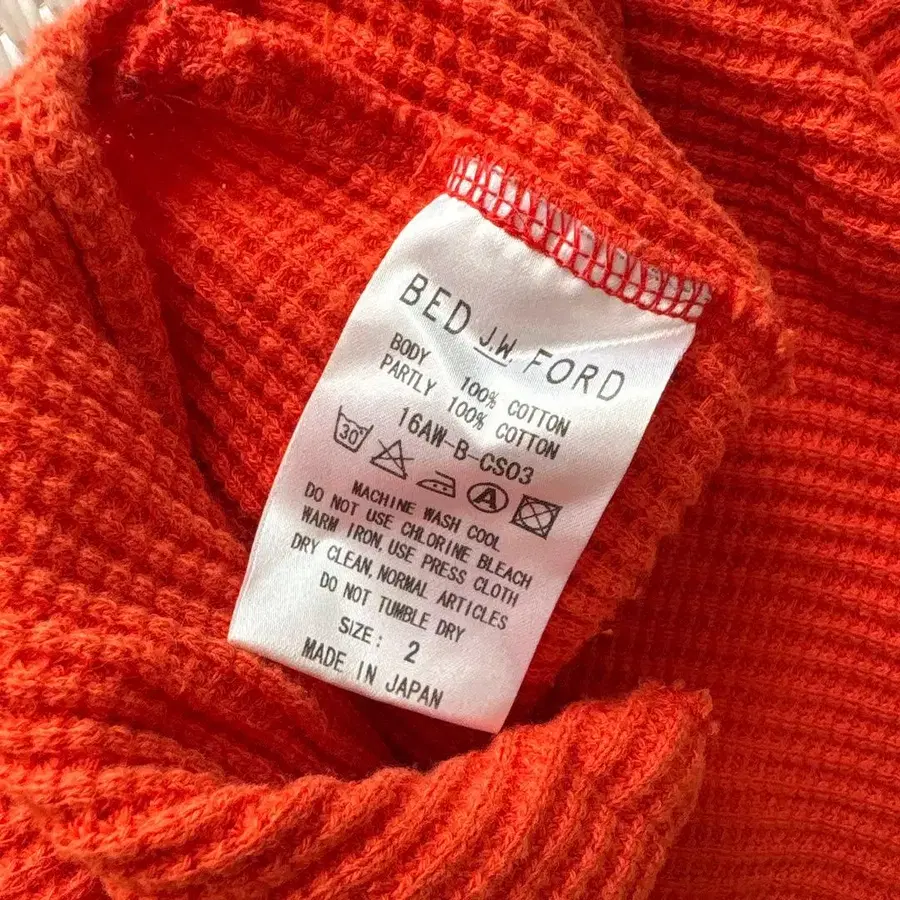 BED J.W. FORD
BODY 100% COTTON
PARTLY 100% COTTON
16AW-B-CS03
30° A
MACHINE WASH COOL
DO NOT USE CHLORINE BLEACH
WARM IRON, USE PRESS CLOTH
DRY CLEAN, NORMAL ARTICLES
DO NOT TUMBLE DRY
SIZE: 2
MADE IN JAPAN